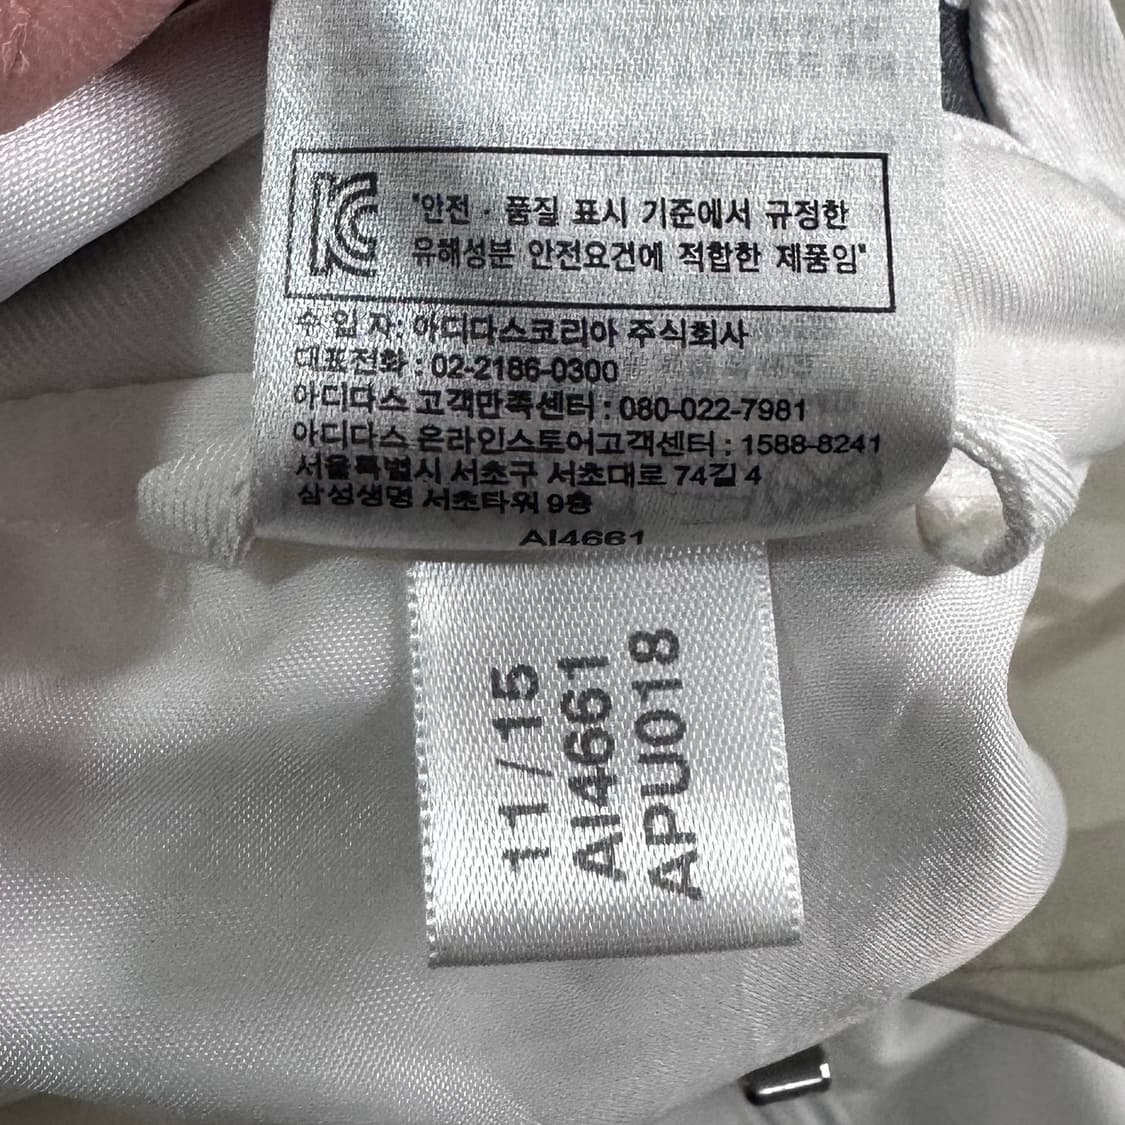 KC "안전 · 품질 표시 기준에서 규정한
유해성분 안전요건에 적합한 제품임"
수 입 자: 아디다스코리아 주식회사
대표전화 : 02-2186-0300
아디다스 고객만족센터 : 080-022-7981
아디다스 온라인스토어고객센터 : 1588-8241
서울특별시 서초구 서초대로 74길 4
삼성생명 서초타워 9층
AI4661
11/15
AI4661
APU018